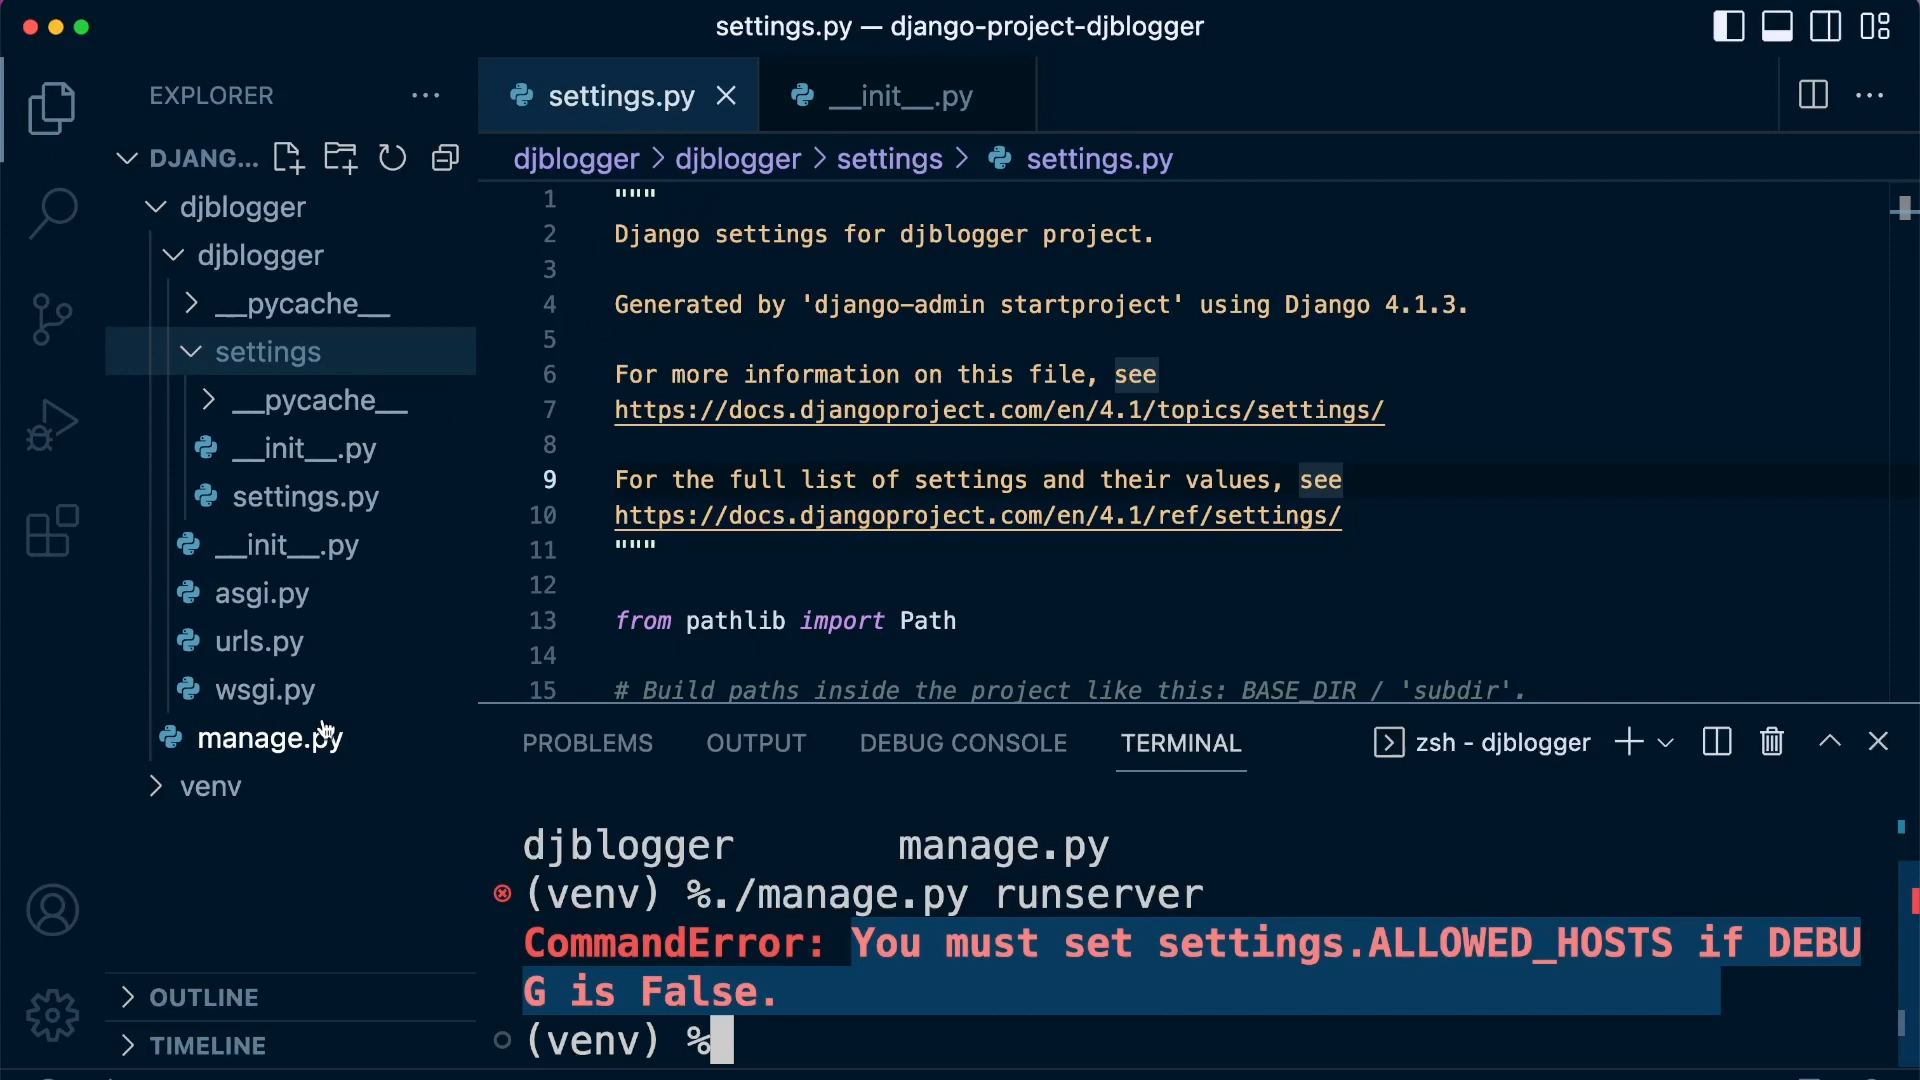 settings.py — django-project-djblogger
EXPLORER
DJANG...
djblogger
djblogger
__pycache__
settings
__pycache__
__init__.py
settings.py
__init__.py
asgi.py
urls.py
wsgi.py
manage.py
venv
OUTLINE
TIMELINE
settings.py
__init__.py
djblogger > djblogger > settings > settings.py
1 """
2 Django settings for djblogger project.
3
4 Generated by 'django-admin startproject' using Django 4.1.3.
5
6 For more information on this file, see
7 https://docs.djangoproject.com/en/4.1/topics/settings/
8
9 For the full list of settings and their values, see
10 https://docs.djangoproject.com/en/4.1/ref/settings/
11 """
12
13 from pathlib import Path
14
15 # Build paths inside the project like this: BASE_DIR / 'subdir'.
PROBLEMS OUTPUT DEBUG CONSOLE TERMINAL zsh - djblogger
djblogger manage.py
(venv) %./manage.py runserver
CommandError: You must set settings.ALLOWED_HOSTS if DEBU
G is False.
(venv) %